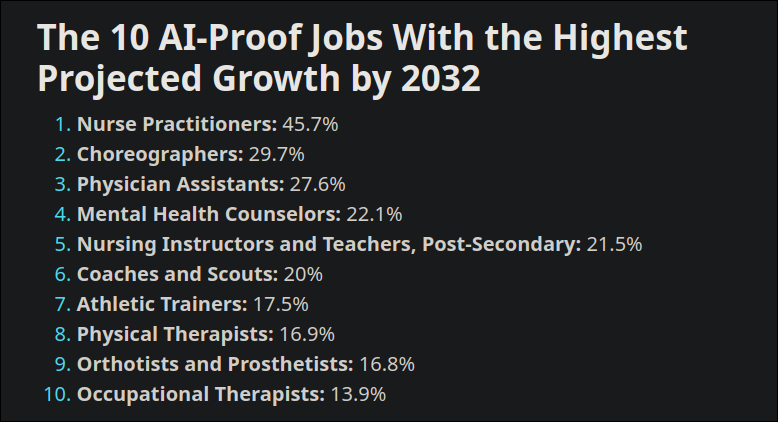 The 10 AI-Proof Jobs With the Highest
Projected Growth by 2032
1. Nurse Practitioners: 45.7%
2. Choreographers: 29.7%
3. Physician Assistants: 27.6%
4. Mental Health Counselors: 22.1%
5. Nursing Instructors and Teachers, Post-Secondary: 21.5%
6. Coaches and Scouts: 20%
7. Athletic Trainers: 17.5%
8. Physical Therapists: 16.9%
9. Orthotists and Prosthetists: 16.8%
10. Occupational Therapists: 13.9%